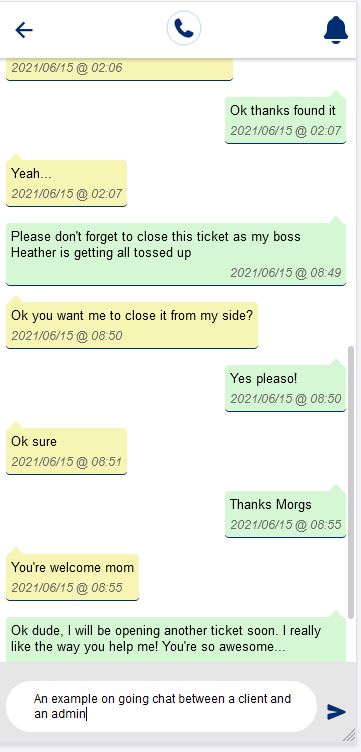 2021/06/15 @ 02:06
Ok thanks found it
2021/06/15 @ 02:07
Yeah...
2021/06/15 @ 02:07
Please don't forget to close this ticket as my boss
Heather is getting all tossed up
2021/06/15 @ 08:49
Ok you want me to close it from my side?
2021/06/15 @ 08:50
Yes pleaso!
2021/06/15 @ 08:50
Ok sure
2021/06/15 @ 08:51
Thanks Morgs
2021/06/15 @ 08:55
You're welcome mom
2021/06/15 @ 08:55
Ok dude, I will be opening another ticket soon. I really
like the way you help me! You're so awesome...
An example on going chat between a client and
an admin